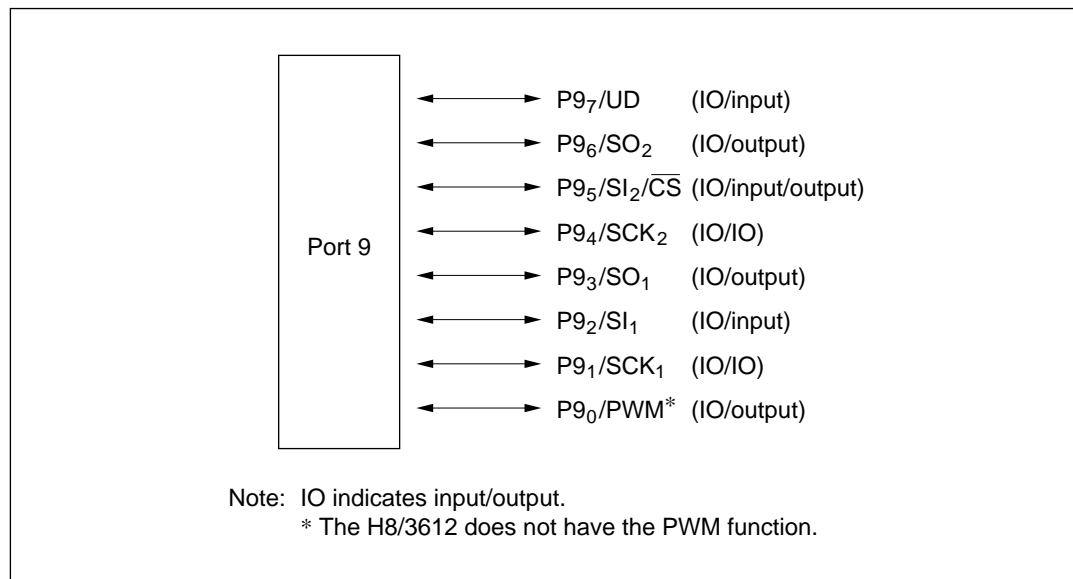 Port 9
P9₇/UD (IO/input)
P9₆/SO₂ (IO/output)
P9₅/SI₂/C̅S̅ (IO/input/output)
P9₄/SCK₂ (IO/IO)
P9₃/SO₁ (IO/output)
P9₂/SI₁ (IO/input)
P9₁/SCK₁ (IO/IO)
P9₀/PWM* (IO/output)
Note: IO indicates input/output.
* The H8/3612 does not have the PWM function.